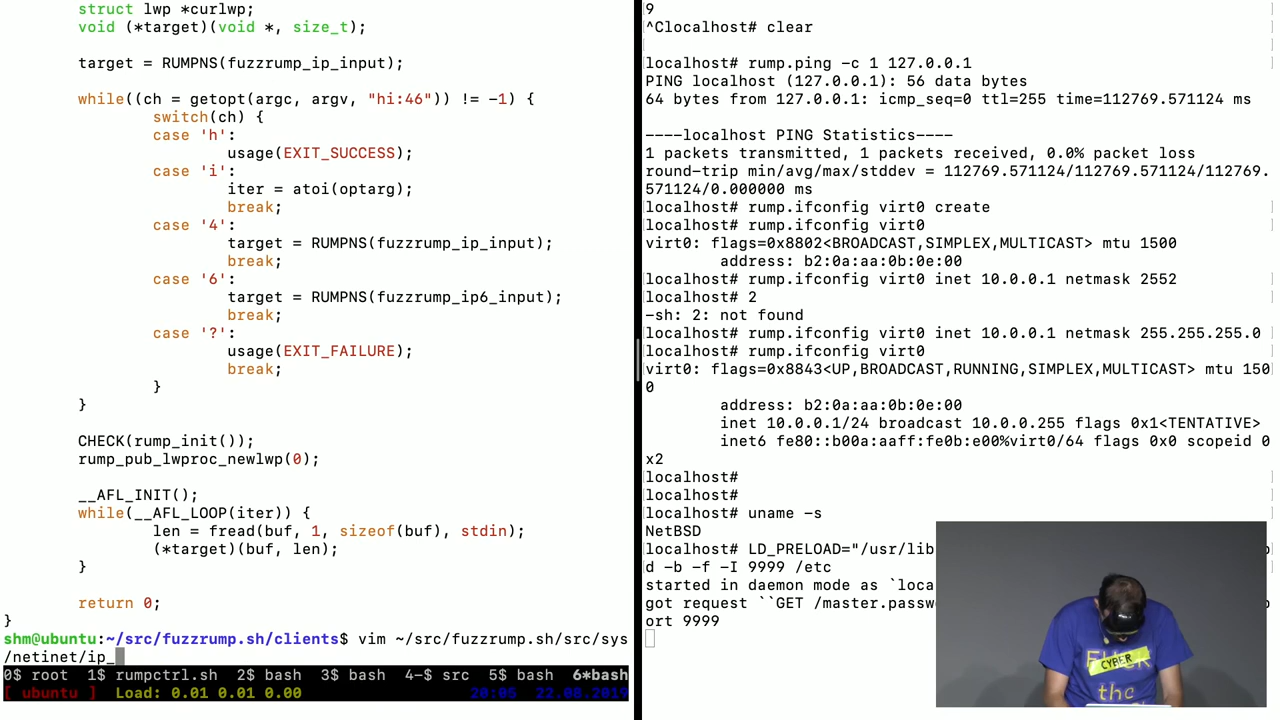 struct lwp *curlwp;
void (*target)(void *, size_t);
target = RUMPNS(fuzzrump_ip_input);
while((ch = getopt(argc, argv, "hi:46")) != -1) {
switch(ch) {
case 'h':
usage(EXIT_SUCCESS);
case 'i':
iter = atoi(optarg);
break;
case '4':
target = RUMPNS(fuzzrump_ip_input);
break;
case '6':
target = RUMPNS(fuzzrump_ip6_input);
break;
case '?':
usage(EXIT_FAILURE);
break;
}
}
CHECK(rump_init());
rump_pub_lwproc_newlwp(0);
__AFL_INIT();
while(__AFL_LOOP(iter)) {
len = fread(buf, 1, sizeof(buf), stdin);
(*target)(buf, len);
}
return 0;
}
shm@ubuntu:~/src/fuzzrump.sh/clients$ vim ~/src/fuzzrump.sh/src/sys
/netinet/ip_
0$ root 1$ rumpctrl.sh 2$ bash 3$ bash 4-$ src 5$ bash 6*bash
[ ubuntu ] Load: 0.01 0.01 0.00 20:05 22.08.2019
9
^Clocalhost# clear
localhost# rump.ping -c 1 127.0.0.1
PING localhost (127.0.0.1): 56 data bytes
64 bytes from 127.0.0.1: icmp_seq=0 ttl=255 time=112769.571124 ms
----localhost PING Statistics----
1 packets transmitted, 1 packets received, 0.0% packet loss
round-trip min/avg/max/stddev = 112769.571124/112769.571124/112769.
571124/0.000000 ms
localhost# rump.ifconfig virt0 create
localhost# rump.ifconfig virt0
virt0: flags=0x8802<BROADCAST,SIMPLEX,MULTICAST> mtu 1500
address: b2:0a:aa:0b:0e:00
localhost# rump.ifconfig virt0 inet 10.0.0.1 netmask 2552
localhost# 2
-sh: 2: not found
localhost# rump.ifconfig virt0 inet 10.0.0.1 netmask 255.255.255.0
localhost# rump.ifconfig virt0
virt0: flags=0x8843<UP,BROADCAST,RUNNING,SIMPLEX,MULTICAST> mtu 150
0
address: b2:0a:aa:0b:0e:00
inet 10.0.0.1/24 broadcast 10.0.0.255 flags 0x1<TENTATIVE>
inet6 fe80::b00a:aaff:fe0b:e00%virt0/64 flags 0x0 scopeid 0
x2
localhost#
localhost#
localhost# uname -s
NetBSD
localhost# LD_PRELOAD="/usr/lib
d -b -f -I 9999 /etc
started in daemon mode as `loca
got request ``GET /master.passw
ort 9999
CYBER
the